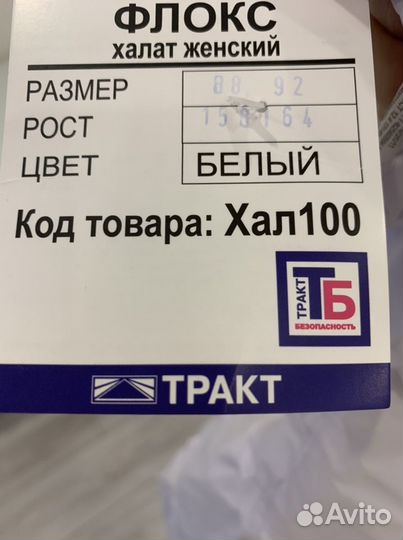 ФЛОКС
халат женский
РАЗМЕР 88 92
РОСТ 158 164
ЦВЕТ БЕЛЫЙ
Код товара: Хал100
ТРАКТ
ТБ
БЕЗОПАСНОСТЬ
ТРАКТ
Avito